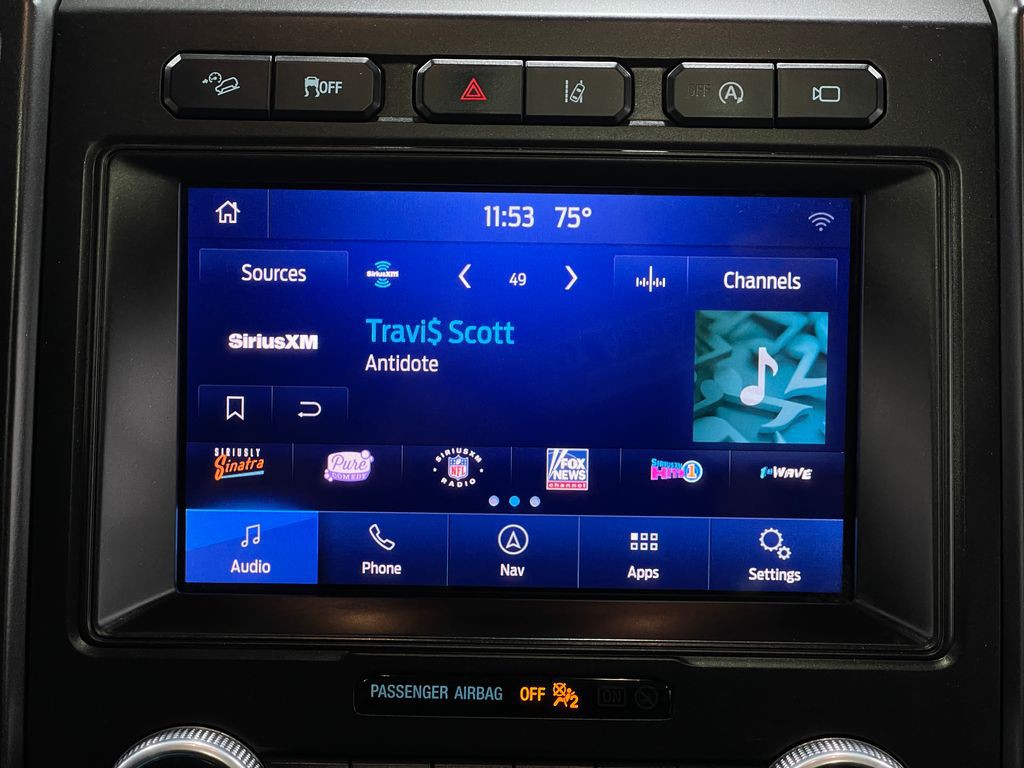 OFF
OFF
11:53 75°
Sources
SiriusXM
49
Channels
SiriusXM
Travi$ Scott
Antidote
SIRIUSLY
Sinatra
Pure
COMEDY
SIRIUSXM
NFL
RADIO
FOX
NEWS
channel
SIRIUSXM
HITS 1
1st WAVE
Audio
Phone
Nav
Apps
Settings
PASSENGER AIRBAG OFF 2 ON